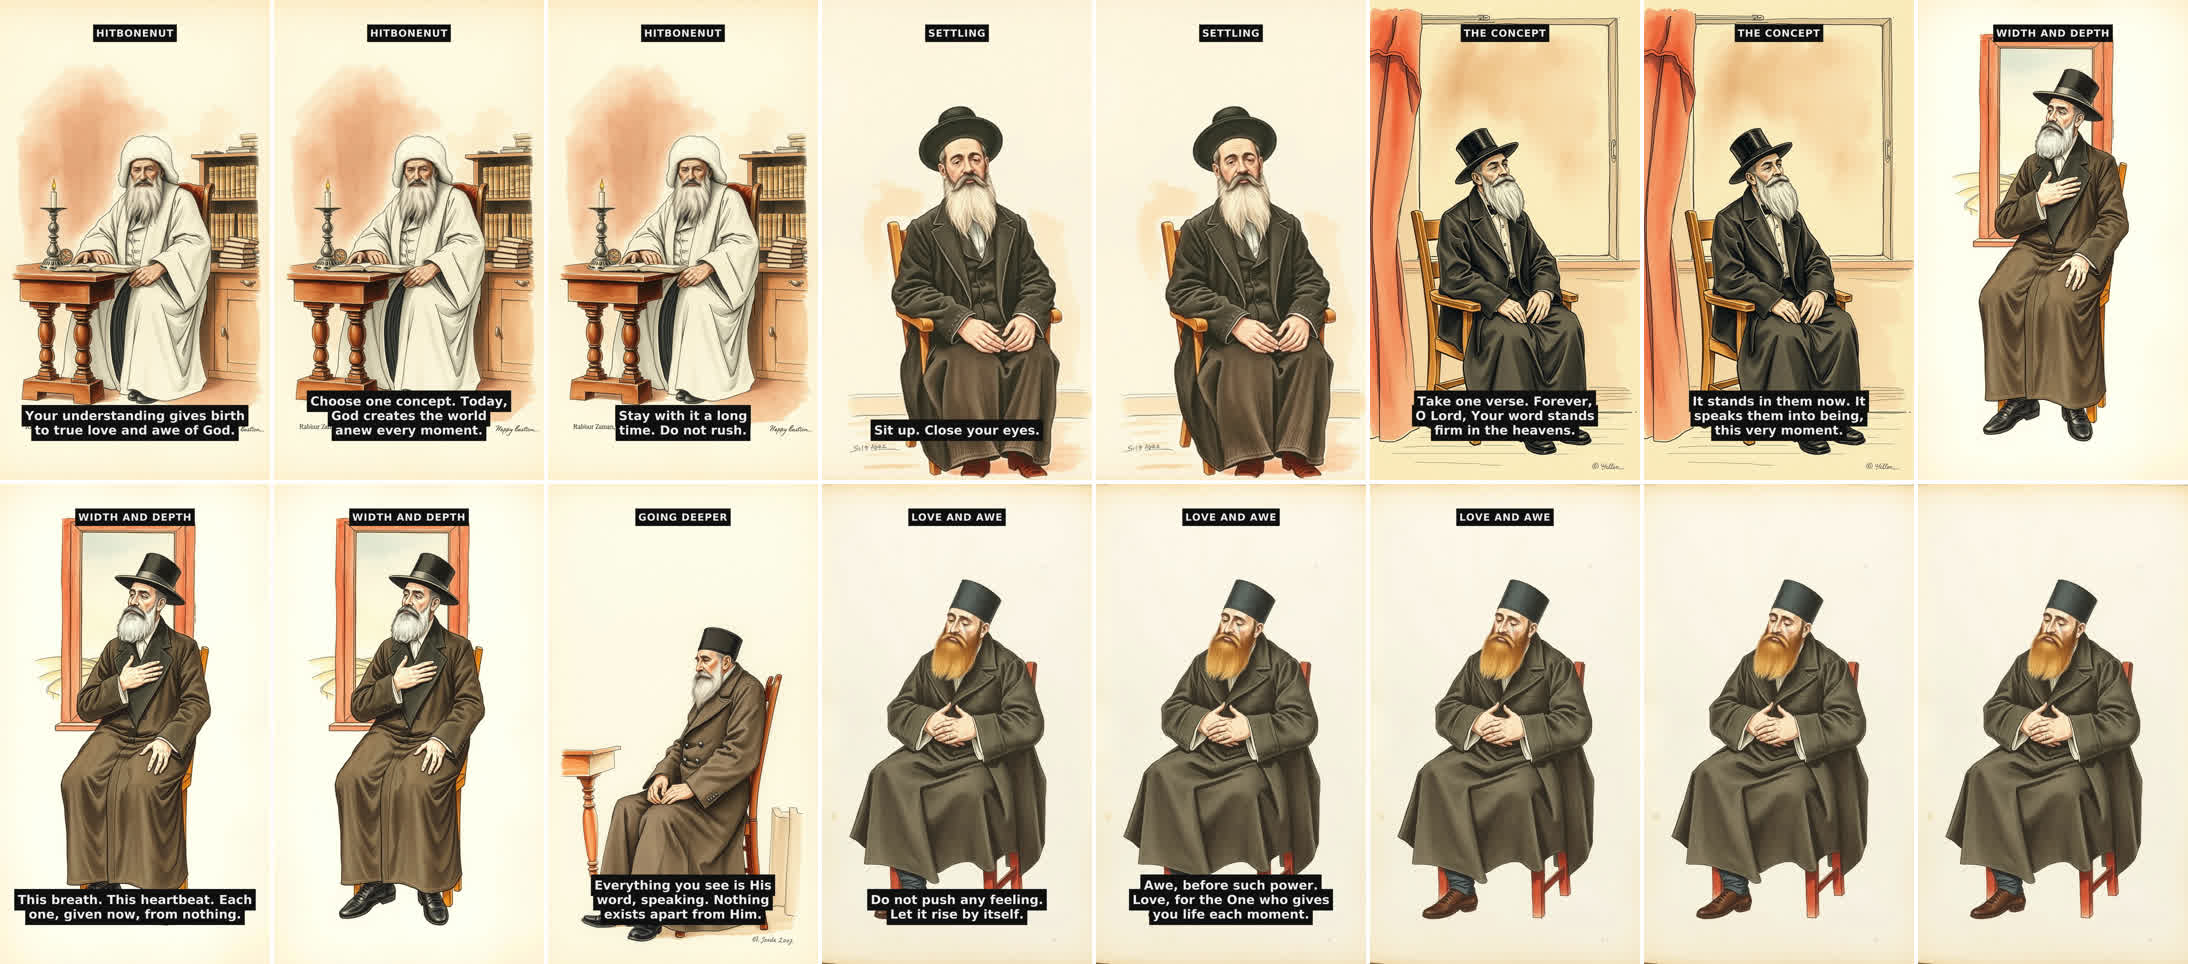 HITBONENUT
Your understanding gives birth
to true love and awe of God.
HITBONENUT
Choose one concept. Today,
God creates the world
anew every moment.
HITBONENUT
Stay with it a long
time. Do not rush.
SETTLING
Sit up. Close your eyes.
SETTLING
THE CONCEPT
Take one verse. Forever,
O Lord, Your word stands
firm in the heavens.
THE CONCEPT
It stands in them now. It
speaks them into being,
this very moment.
WIDTH AND DEPTH
WIDTH AND DEPTH
This breath. This heartbeat. Each
one, given now, from nothing.
WIDTH AND DEPTH
GOING DEEPER
Everything you see is His
word, speaking. Nothing
exists apart from Him.
LOVE AND AWE
Do not push any feeling.
Let it rise by itself.
LOVE AND AWE
Awe, before such power.
Love, for the One who gives
you life each moment.
LOVE AND AWE